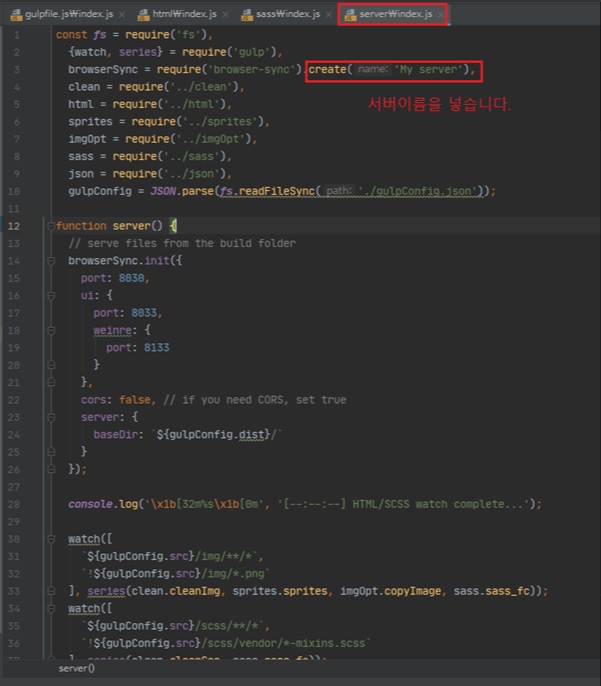 gulpfile.js₩index.js × html₩index.js × sass₩index.js × server₩index.js ×
1 const fs = require('fs'),
2 {watch, series} = require('gulp'),
3 browserSync = require('browser-sync').create( name: 'My server'),
4 clean = require('../clean'),
서버이름을 넣습니다.
5 html = require('../html'),
6 sprites = require('../sprites'),
7 imgOpt = require('../imgOpt'),
8 sass = require('../sass'),
9 json = require('../json'),
10 gulpConfig = JSON.parse(fs.readFileSync( path: './gulpConfig.json'));
11
12 function server() {
13 // serve files from the build folder
14 browserSync.init({
15 port: 8030,
16 ui: {
17 port: 8033,
18 weinre: {
19 port: 8133
20 }
21 },
22 cors: false, // if you need CORS, set true
23 server: {
24 baseDir: `${gulpConfig.dist}/`
25 }
26 });
27
28 console.log('\x1b[32m%s\x1b[0m', '[--:--:--] HTML/SCSS watch complete...');
29
30 watch([
31 `${gulpConfig.src}/img/**/*`,
32 `!${gulpConfig.src}/img/*.png`
33 ], series(clean.cleanImg, sprites.sprites, imgOpt.copyImage, sass.sass_fc));
34 watch([
35 `${gulpConfig.src}/scss/**/*`,
36 `!${gulpConfig.src}/scss/vendor/*-mixins.scss`
server()